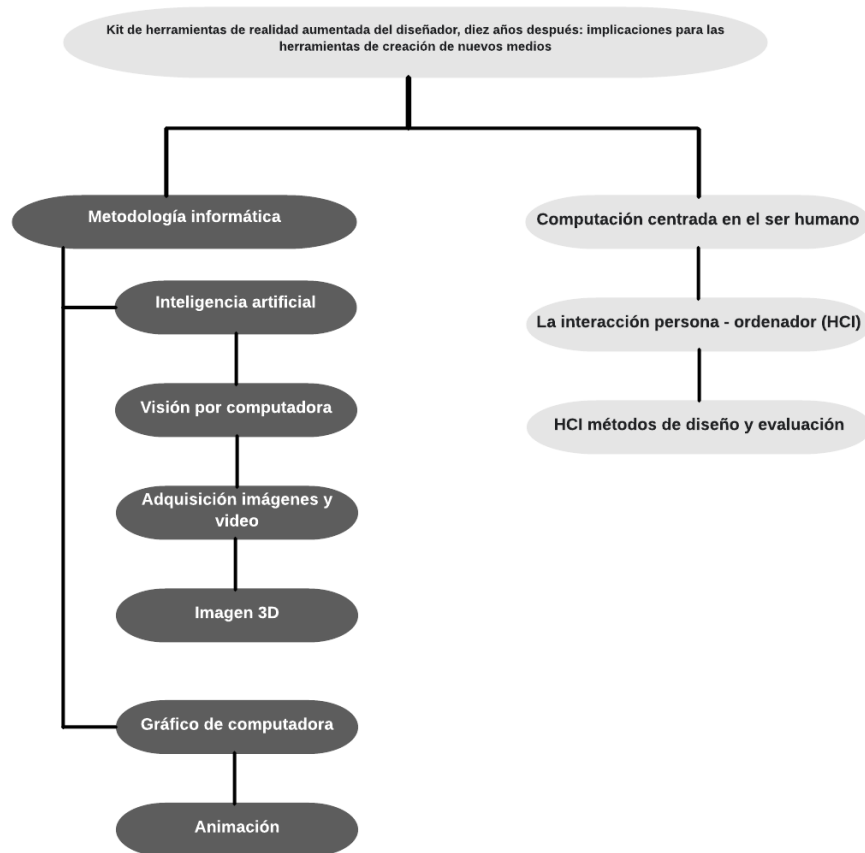 Kit de herramientas de realidad aumentada del diseñador, diez años después: implicaciones para las
herramientas de creación de nuevos medios
Metodología informática
Computación centrada en el ser humano
Inteligencia artificial
La interacción persona - ordenador (HCI)
Visión por computadora
HCI métodos de diseño y evaluación
Adquisición imágenes y
video
Imagen 3D
Gráfico de computadora
Animación